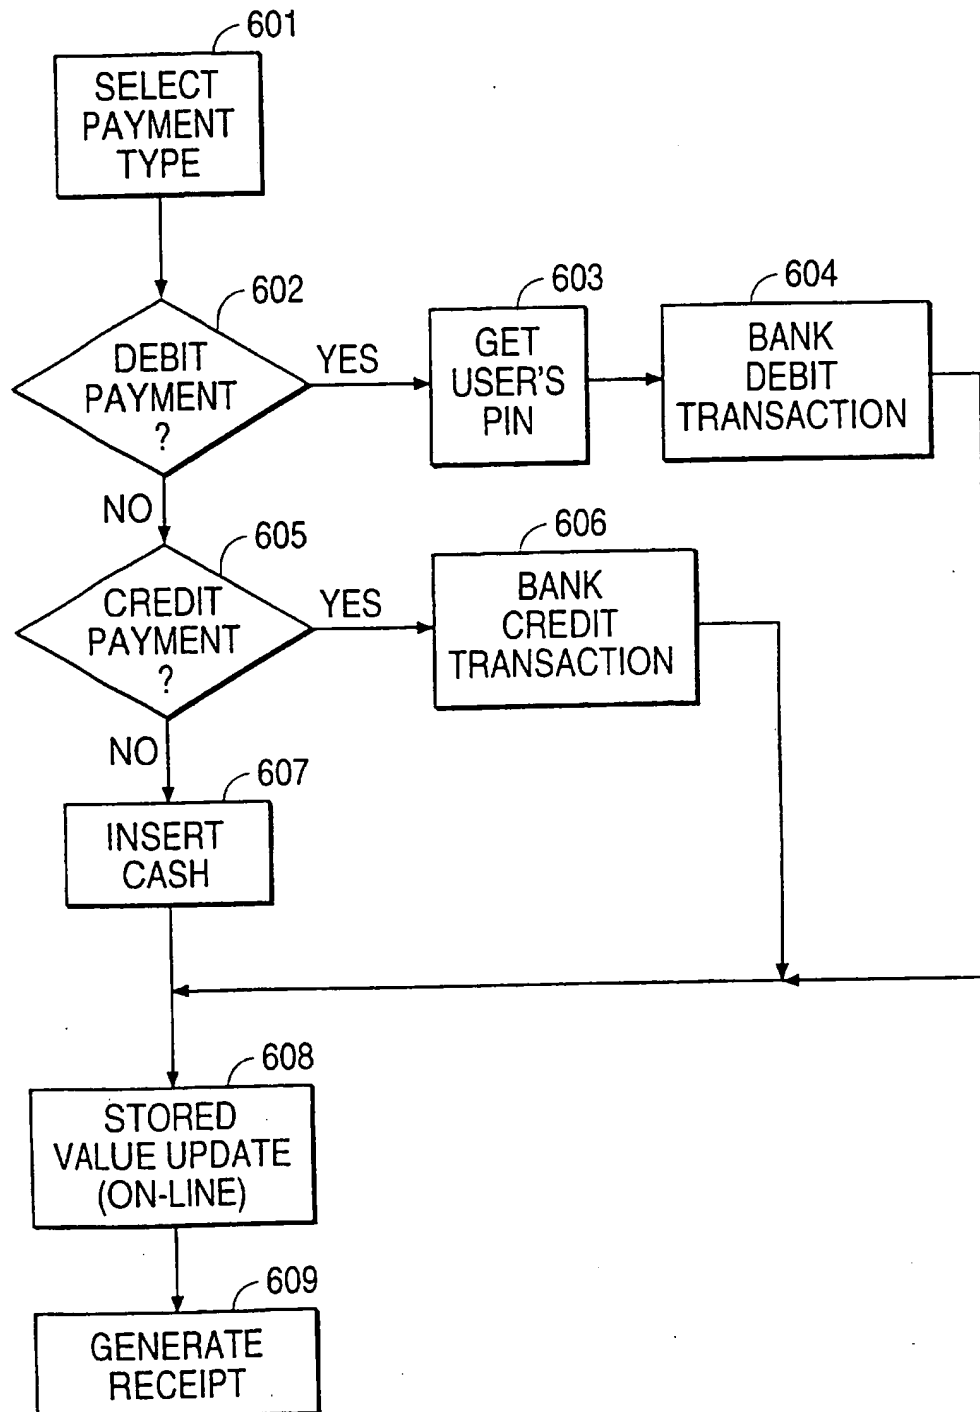 601
SELECT
PAYMENT
TYPE
602
DEBIT
PAYMENT
?
YES
603
GET
USER'S
PIN
604
BANK
DEBIT
TRANSACTION
NO
605
CREDIT
PAYMENT
?
YES
606
BANK
CREDIT
TRANSACTION
NO
607
INSERT
CASH
608
STORED
VALUE UPDATE
(ON-LINE)
609
GENERATE
RECEIPT